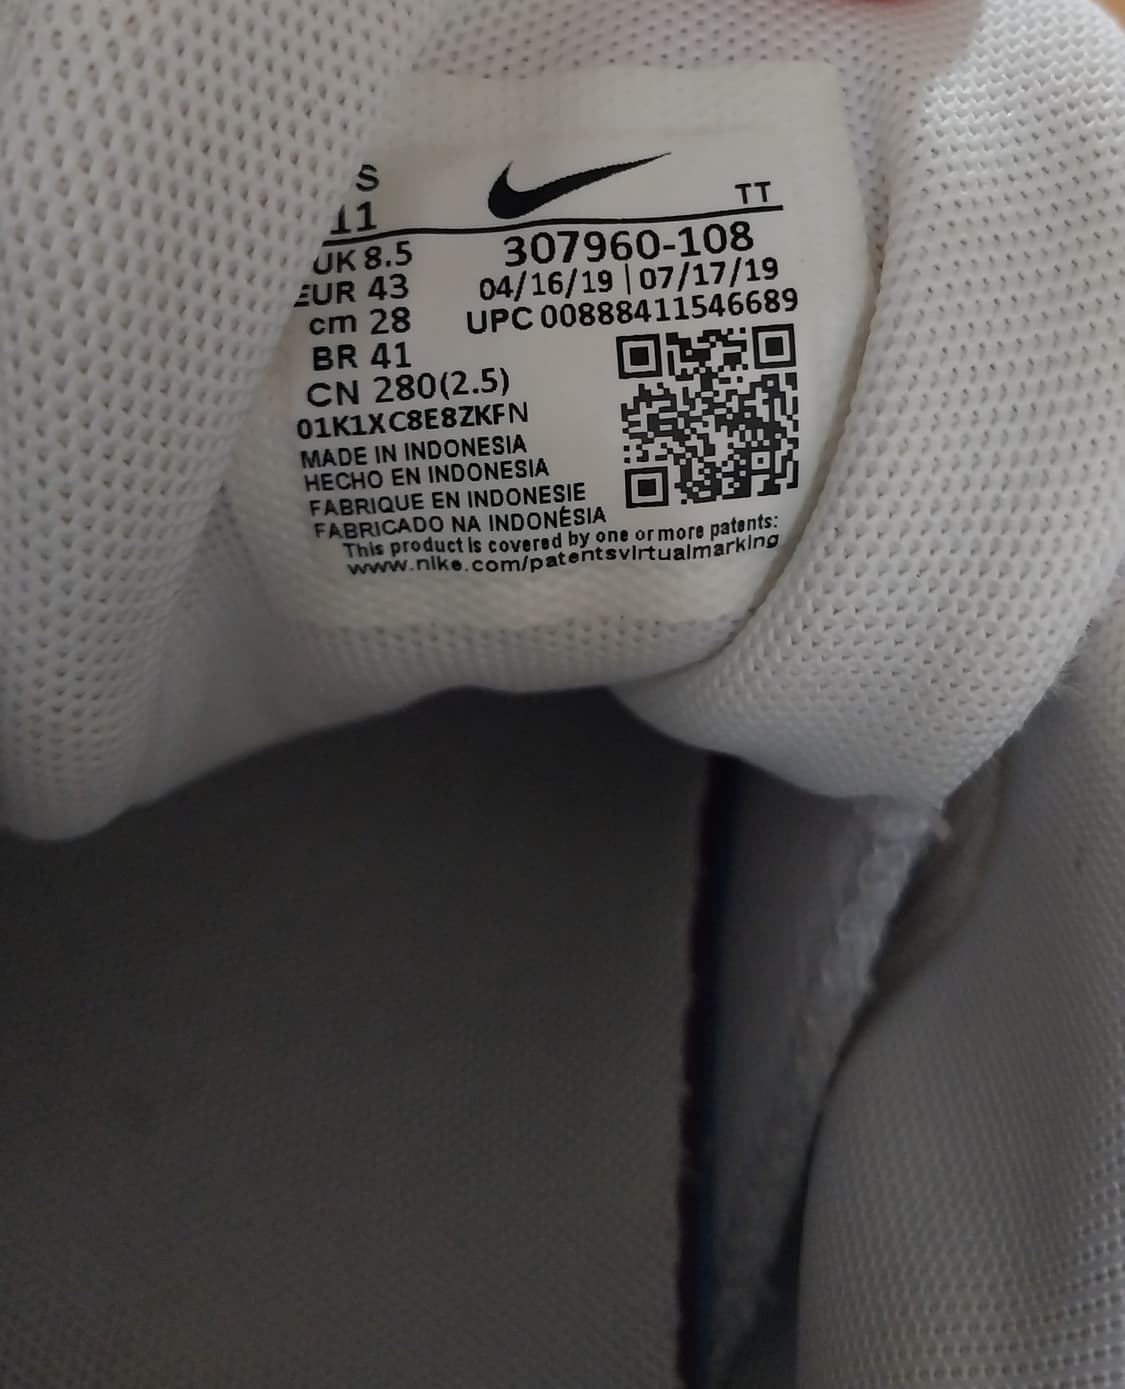 S
11
TT
UK 8.5
EUR 43
cm 28
BR 41
CN 280(2.5)
307960-108
04/16/19 | 07/17/19
UPC 00888411546689
01K1XC8E8ZKFN
MADE IN INDONESIA
HECHO EN INDONESIA
FABRIQUE EN INDONESIE
FABRICADO NA INDONÉSIA
This product is covered by one or more patents:
www.nike.com/patentsvirtualmarking